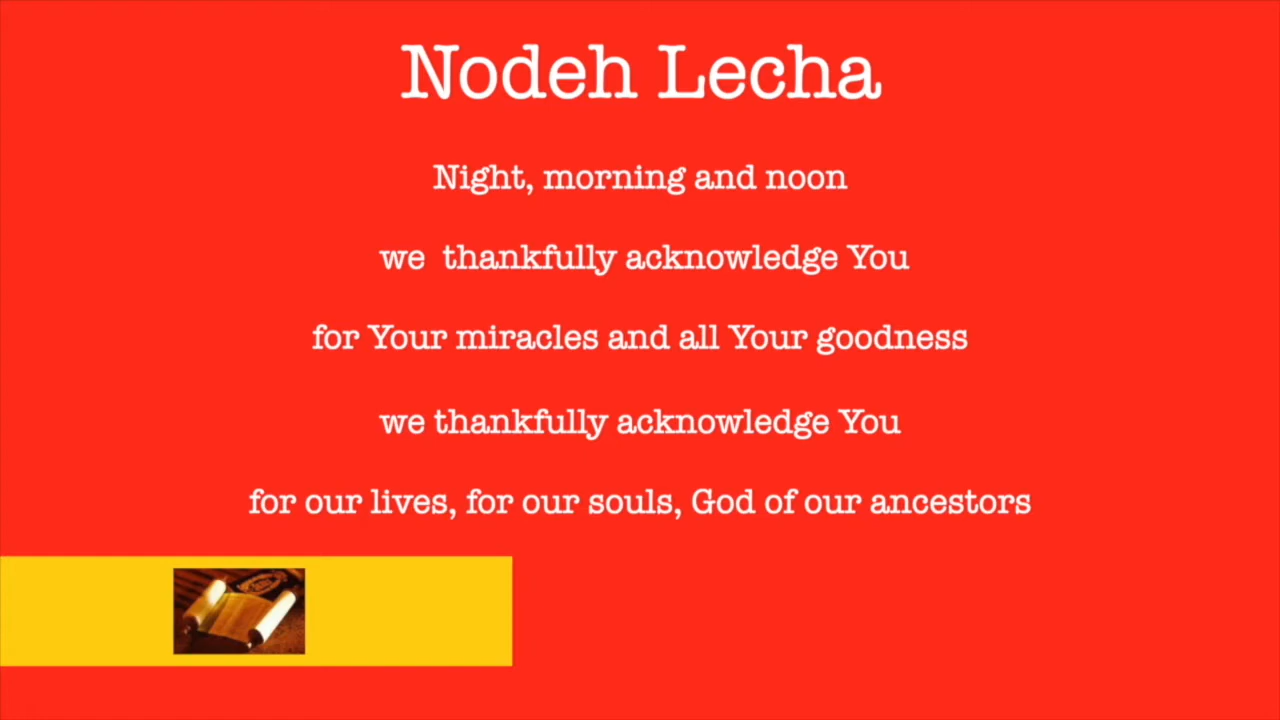 Nodeh Lecha
Night, morning and noon
we thankfully acknowledge You
for Your miracles and all Your goodness
we thankfully acknowledge You
for our lives, for our souls, God of our ancestors